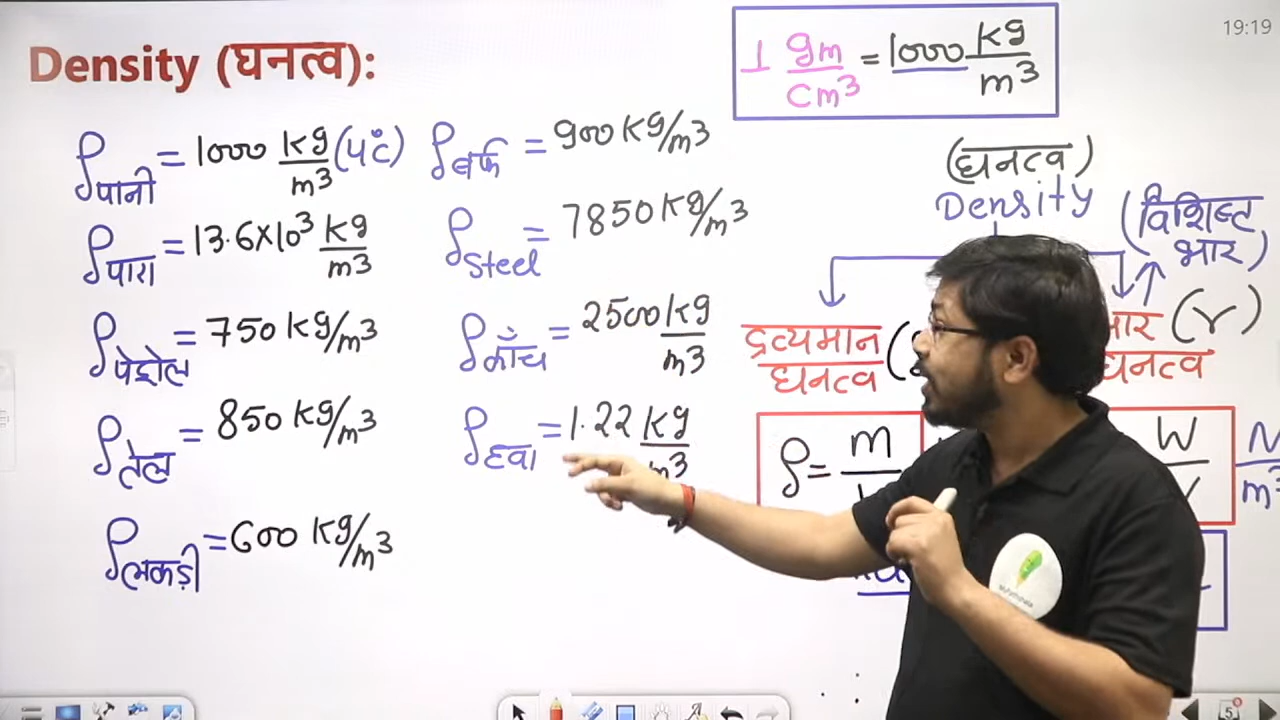 Density (घनत्व):
19:19
1 gm/cm³ = 1000 kg/m³
ρपानी = 1000 kg/m³ (4°c)
ρबर्फ = 900 kg/m³
ρपारा = 13.6×10³ kg/m³
ρsteel = 7850 kg/m³
ρपेट्रोल = 750 kg/m³
ρकाँच = 2500 kg/m³
ρतेल = 850 kg/m³
ρहवा = 1.22 kg/m³
ρलकड़ी = 600 kg/m³
(घनत्व)
Density
(विशिष्ट
भार)
द्रव्यमान
घनत्व
(γ)
घनत्व
ρ = m
W
N
m³
5